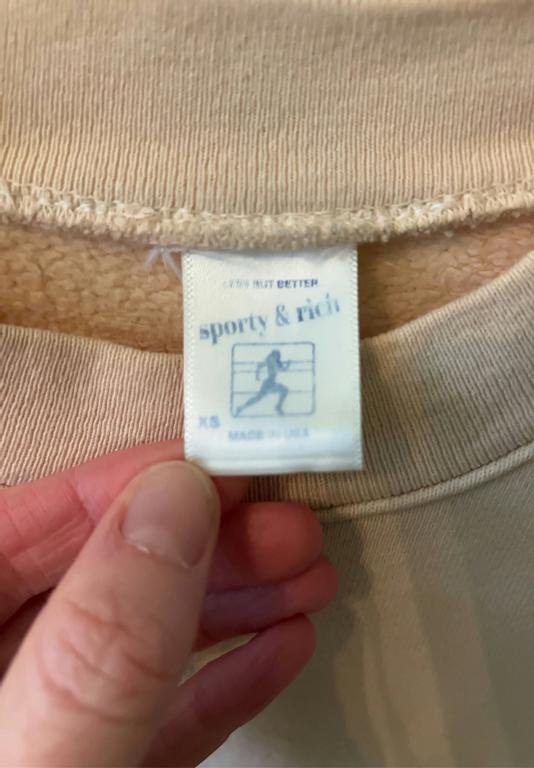 LESS BUT BETTER
sporty & rich
XS
MADE IN USA